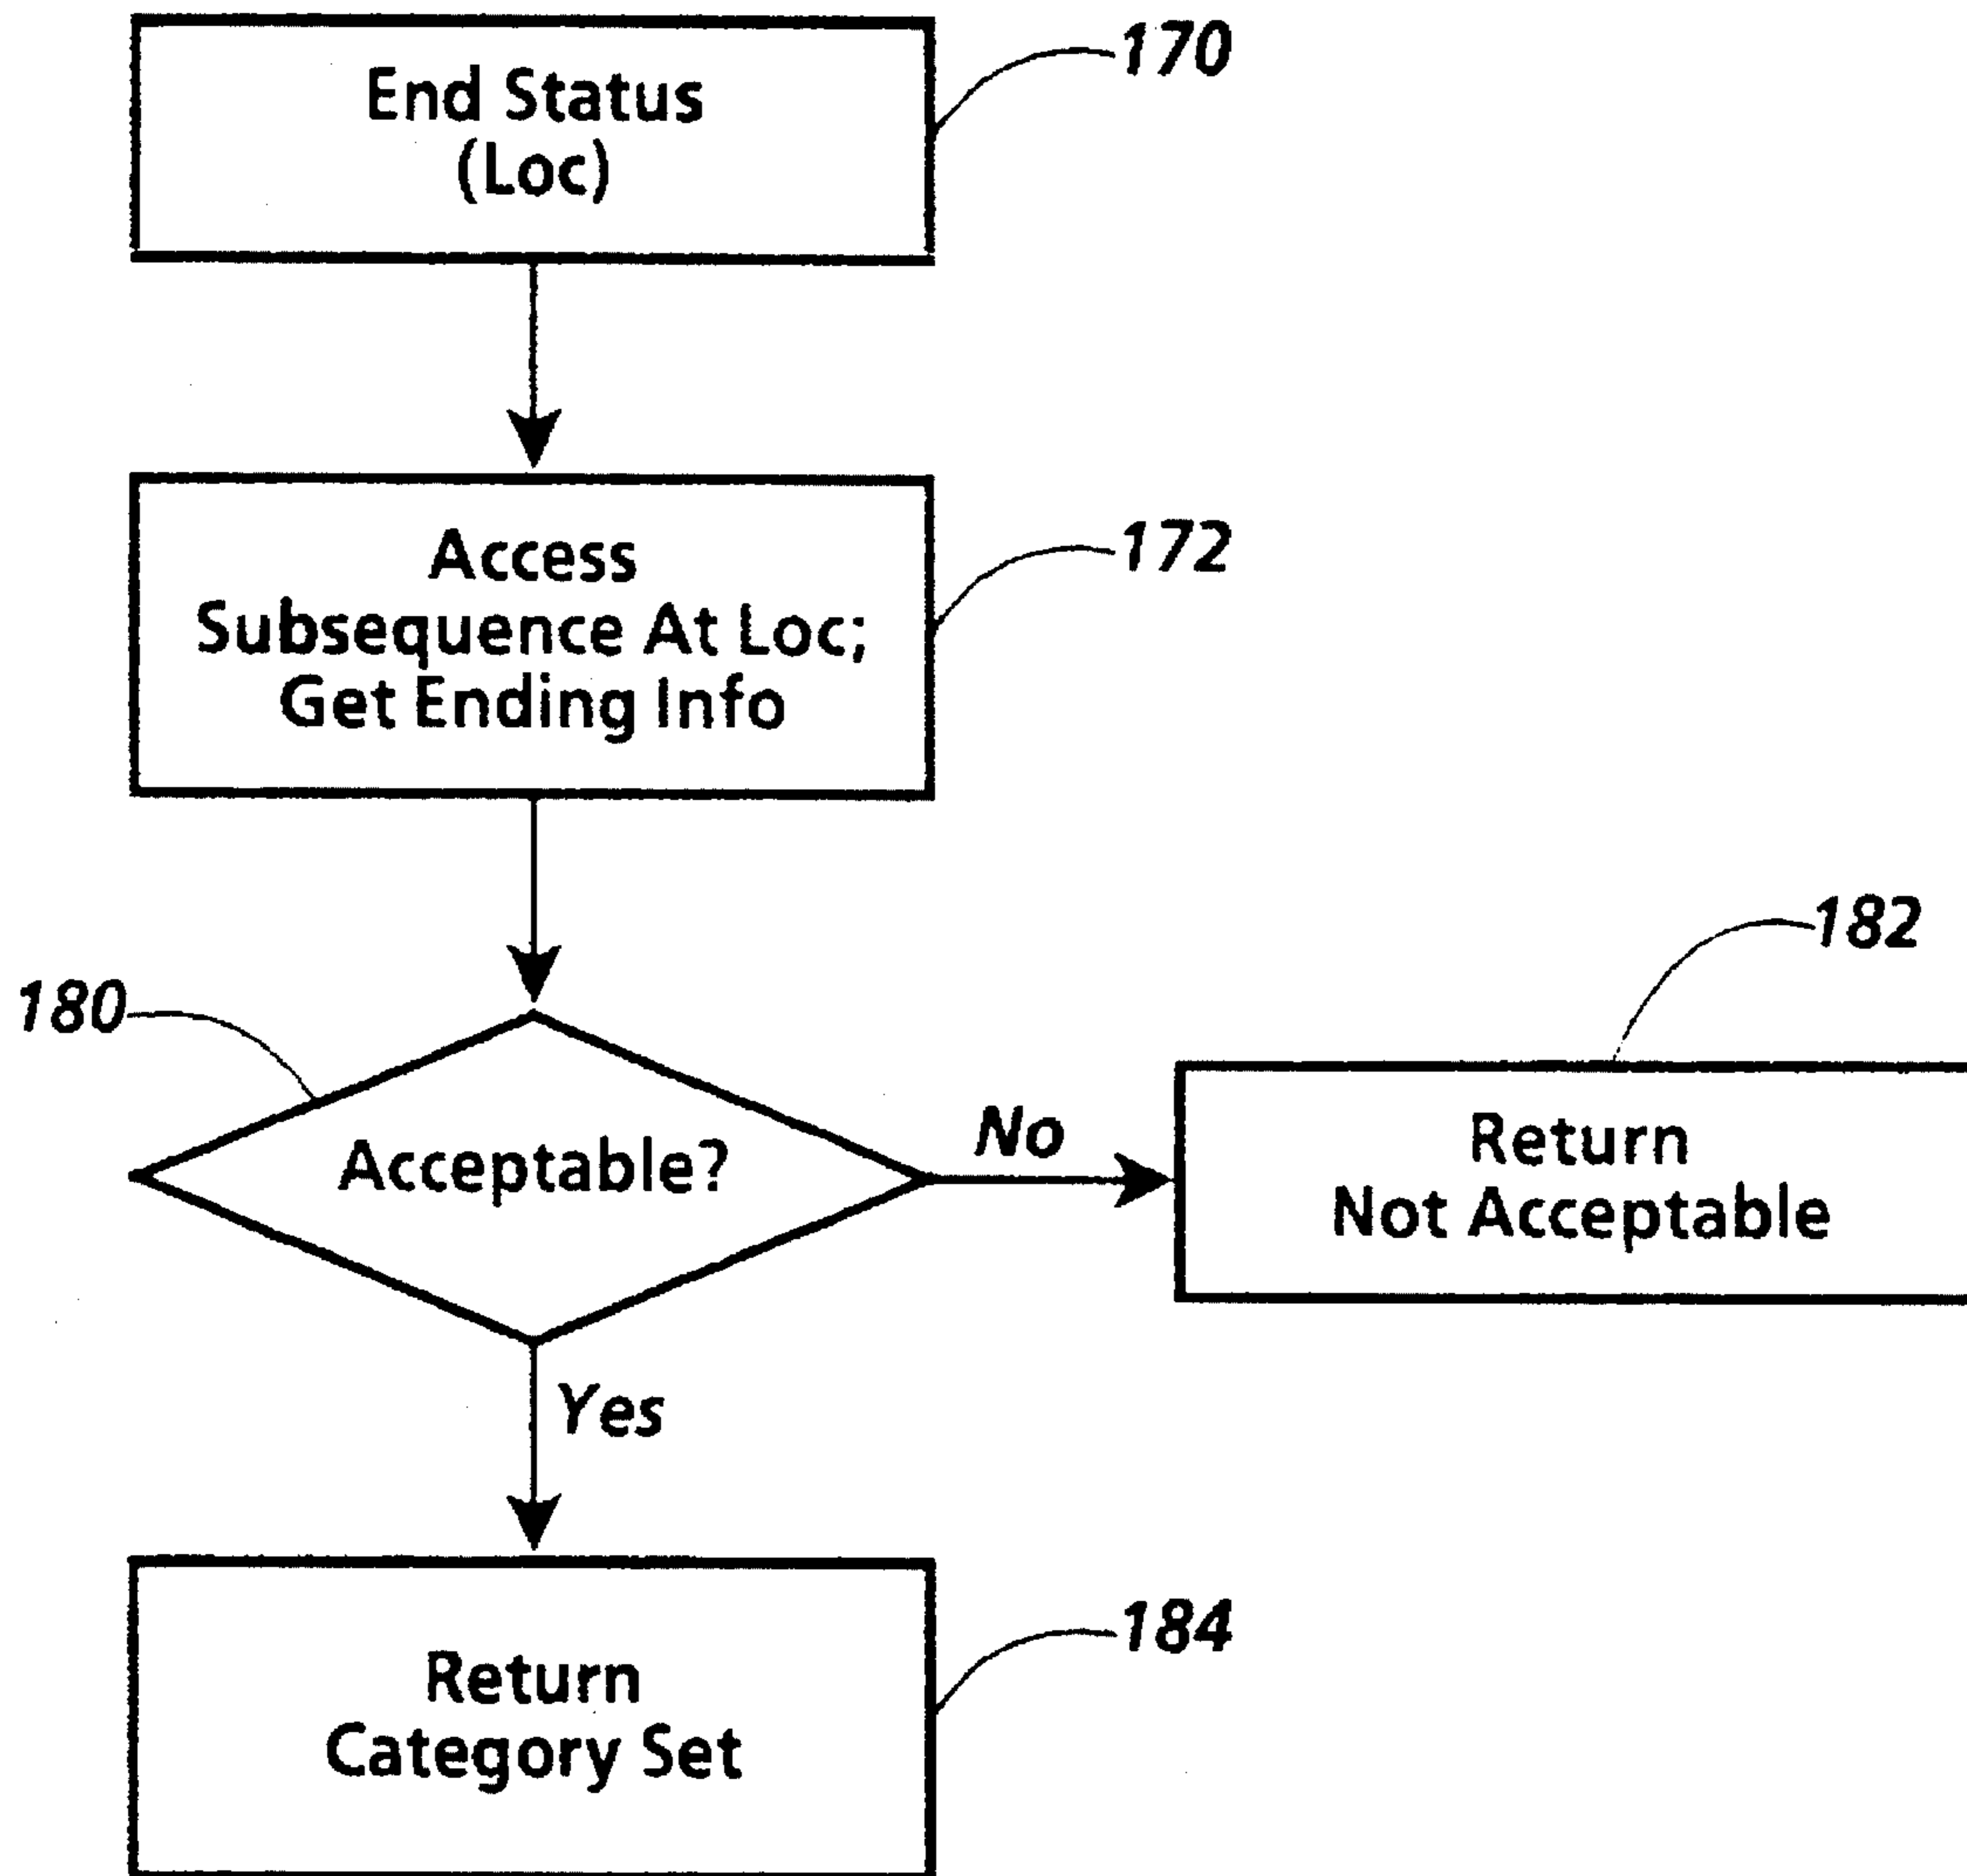 End Status
(Loc)
170
Access
Subsequence At Loc;
Get Ending Info
172
180
Acceptable?
No
182
Return
Not Acceptable
Yes
Return
Category Set
184